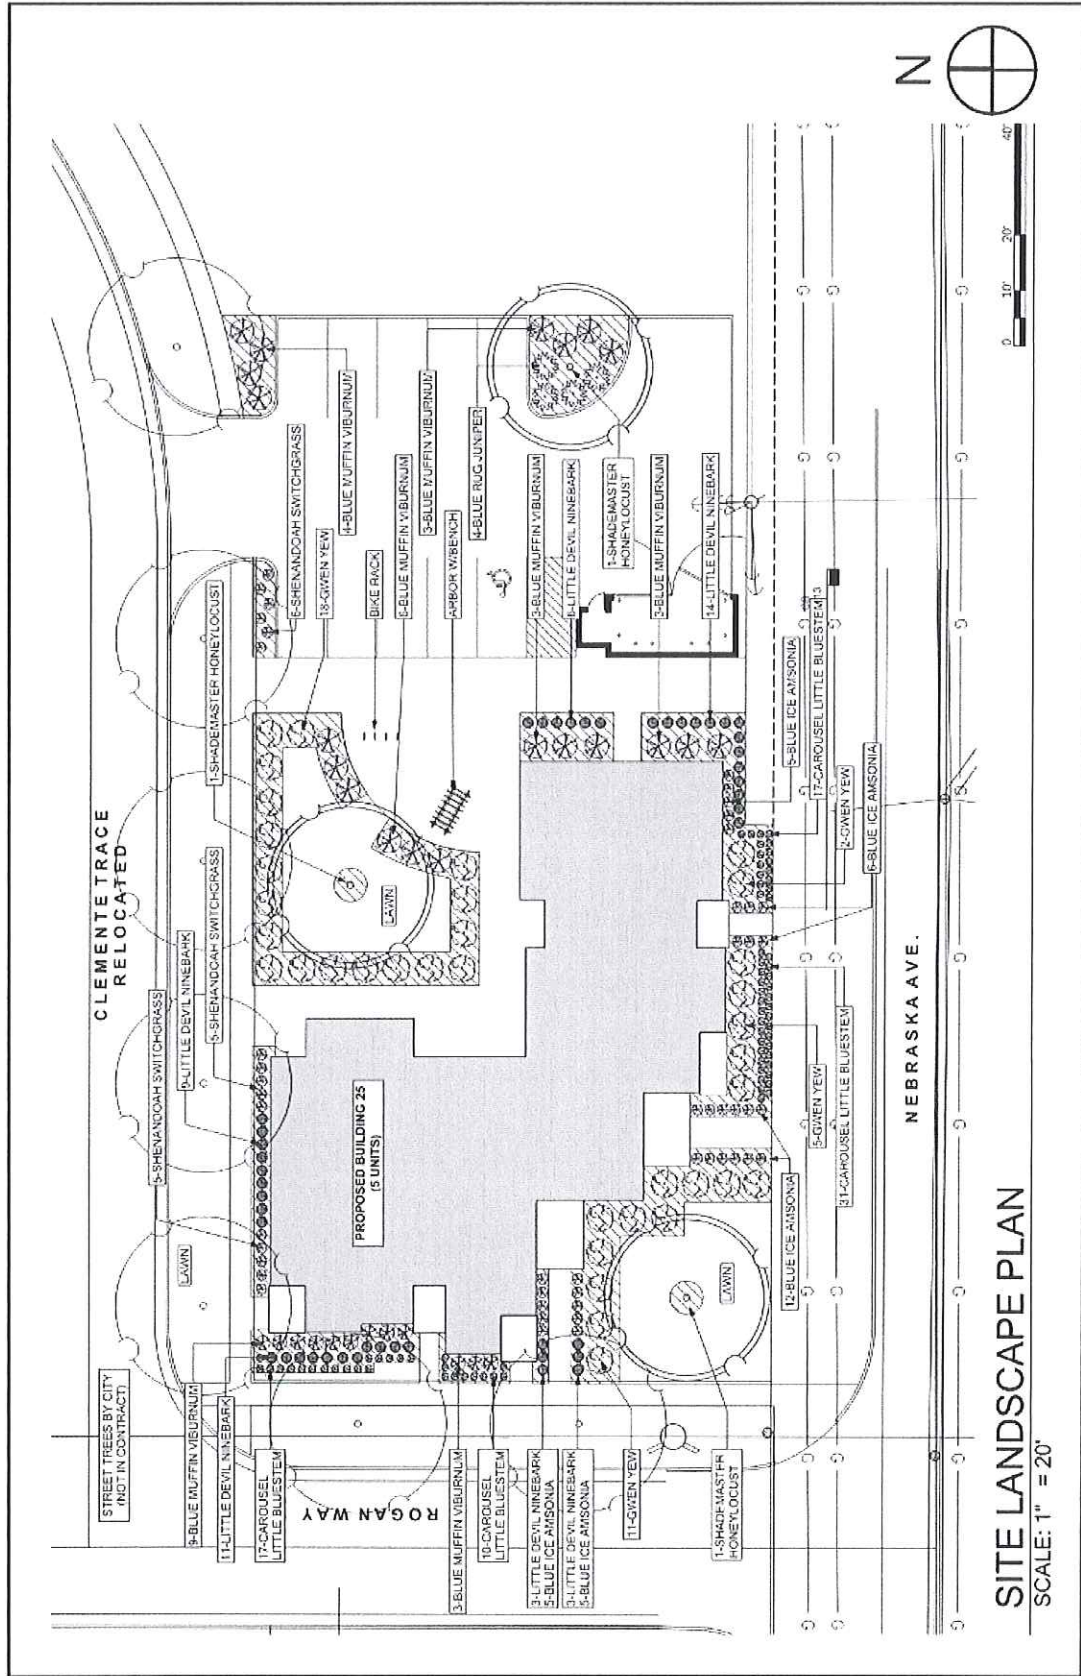 CLEMENTE TRACE
RELOCATED
N
STREET TREES BY CITY
(NOT IN CONTRACT)
LAWN
5-SHENANDOAH SWITCHGRASS
9-LITTLE DEVIL NINEBARK
5-SHENANDOAH SWITCHGRASS
1-SHADEMASTER HONEYLOCUST
6-SHENANDOAH SWITCHGRASS
18-GWEN YEW
4-BLUE MUFFIN VIBURNUM
BIKE RACK
6-BLUE MUFFIN VIBURNUM
3-BLUE MUFFIN VIBURNUM
ARBOR W/BENCH
4-BLUE RUG JUNIPER
LAWN
PROPOSED BUILDING 25
(5 UNITS)
9-BLUE MUFFIN VIBURNUM
11-LITTLE DEVIL NINEBARK
17-CAROUSEL
LITTLE BLUESTEM
ROGAN WAY
3-BLUE MUFFIN VIBURNUM
10-CAROUSEL
LITTLE BLUESTEM
3-LITTLE DEVIL NINEBARK
5-BLUE ICE AMSONIA
3-LITTLE DEVIL NINEBARK
5-BLUE ICE AMSONIA
11-GWEN YEW
1-SHADEMASTER
HONEYLOCUST
LAWN
3-BLUE MUFFIN VIBURNUM
6-LITTLE DEVIL NINEBARK
1-SHADEMASTER
HONEYLOCUST
3-BLUE MUFFIN VIBURNUM
14-LITTLE DEVIL NINEBARK
5-BLUE ICE AMSONIA
17-CAROUSEL LITTLE BLUESTEM
13
2-GWEN YEW
6-BLUE ICE AMSONIA
5-GWEN YEW
31-CAROUSEL LITTLE BLUESTEM
12-BLUE ICE AMSONIA
G G G G G G G G G
G G G G G G G G G
NEBRASKA AVE.
G G G G G G G G G
0 10' 20' 40'
SITE LANDSCAPE PLAN
SCALE: 1" = 20'